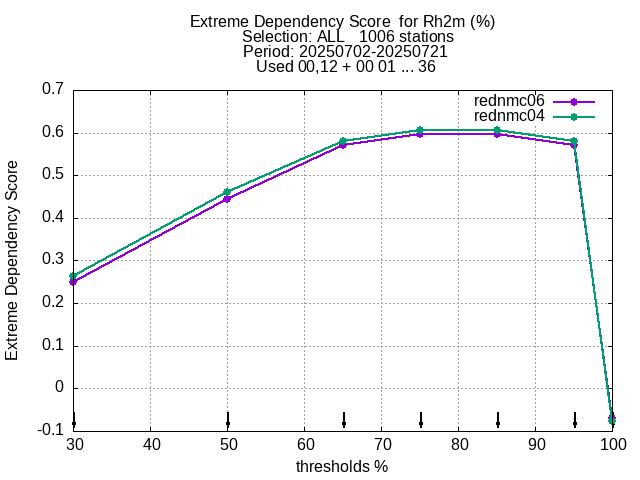 Extreme Dependency Score  for Rh2m (%)
Selection: ALL   1006 stations
Period: 20250702-20250721
Used 00,12 + 00 01 ... 36
rednmc06
rednmc04
Extreme Dependency Score
0.7
0.6
0.5
0.4
0.3
0.2
0.1
0
-0.1
30 40 50 60 70 80 90 100
thresholds %